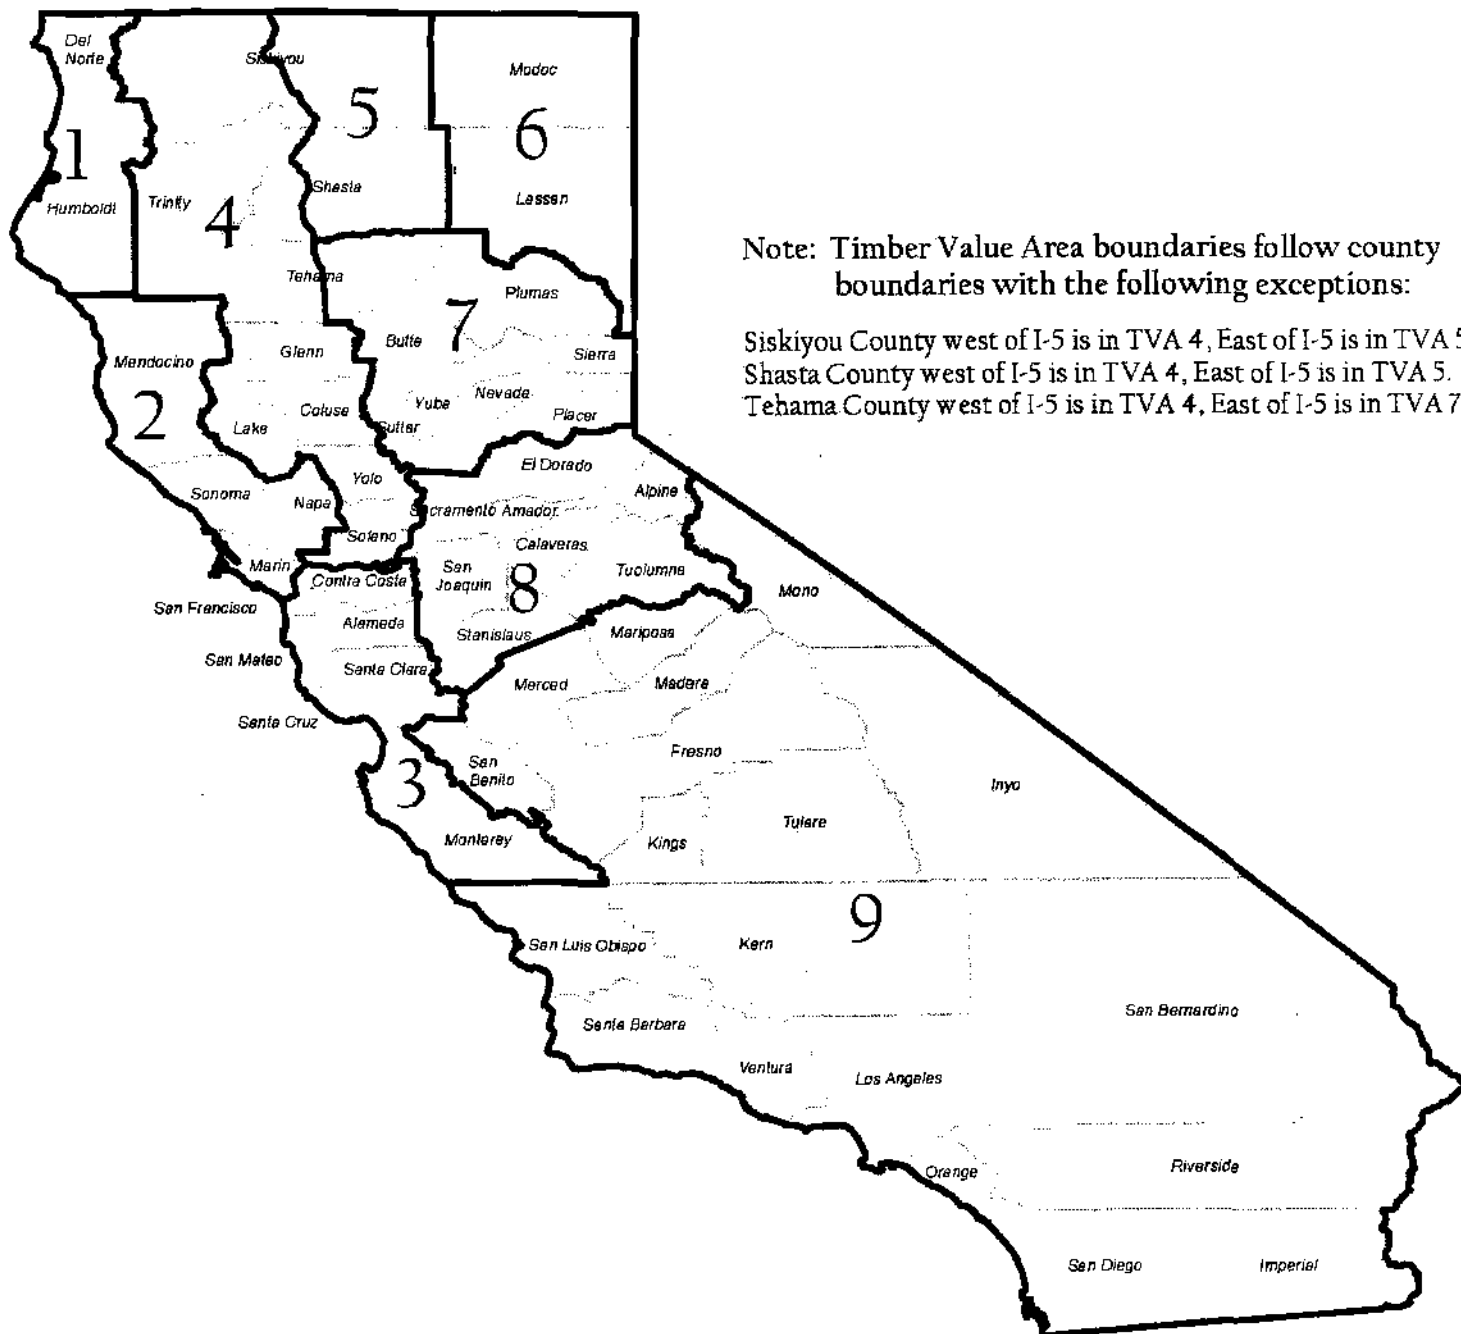 Del
Norte
Siskiyou
Modoc
5
6
1
Shasta
Lassen
Humboldt
Trinity
4
Note: Timber Value Area boundaries follow county
boundaries with the following exceptions:
Siskiyou County west of I-5 is in TVA 4, East of I-5 is in TVA 5
Shasta County west of I-5 is in TVA 4, East of I-5 is in TVA 5.
Tehama County west of I-5 is in TVA 4, East of I-5 is in TVA 7
Tehama
Plumas
7
Butte
Glenn
Sierra
Mendocino
Nevada
Yuba
Colusa
Placer
2
Lake
Sutter
El Dorado
Yolo
Sonoma
Napa
Alpine
Sacramento Amador
Solano
Calaveras
Marin
San
Joaquin
Contra Costa
8
Tuolumne
Mono
San Francisco
Alameda
Stanislaus
Mariposa
San Mateo
Santa Clara
Merced
Madera
Santa Cruz
Fresno
San
Benito
3
Inyo
Monterey
Kings
Tulare
9
San Luis Obispo
Kern
Santa Barbara
San Bernardino
Ventura
Los Angeles
Orange
Riverside
San Diego
Imperial